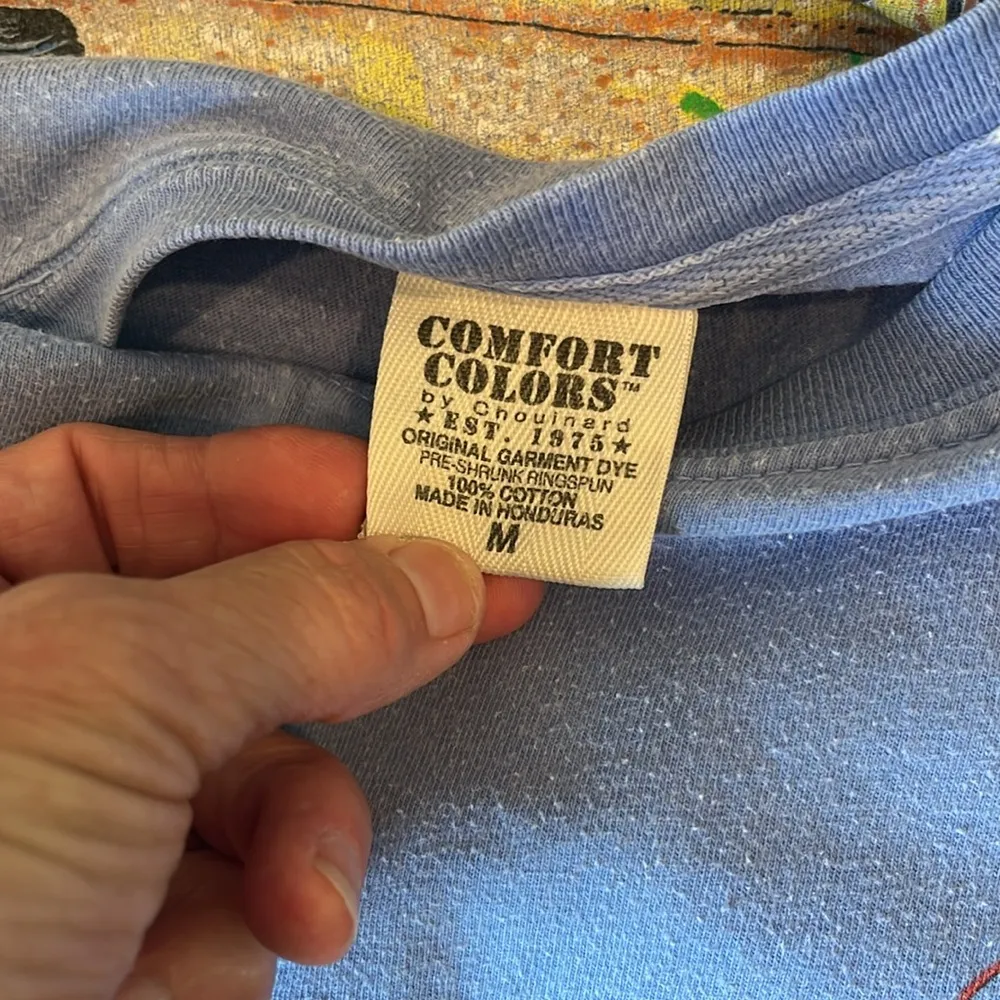 COMFORT
COLORS™
by Chouinard
★ EST. 1975 ★
ORIGINAL GARMENT DYE
PRE-SHRUNK RINGSPUN
100% COTTON
MADE IN HONDURAS
M